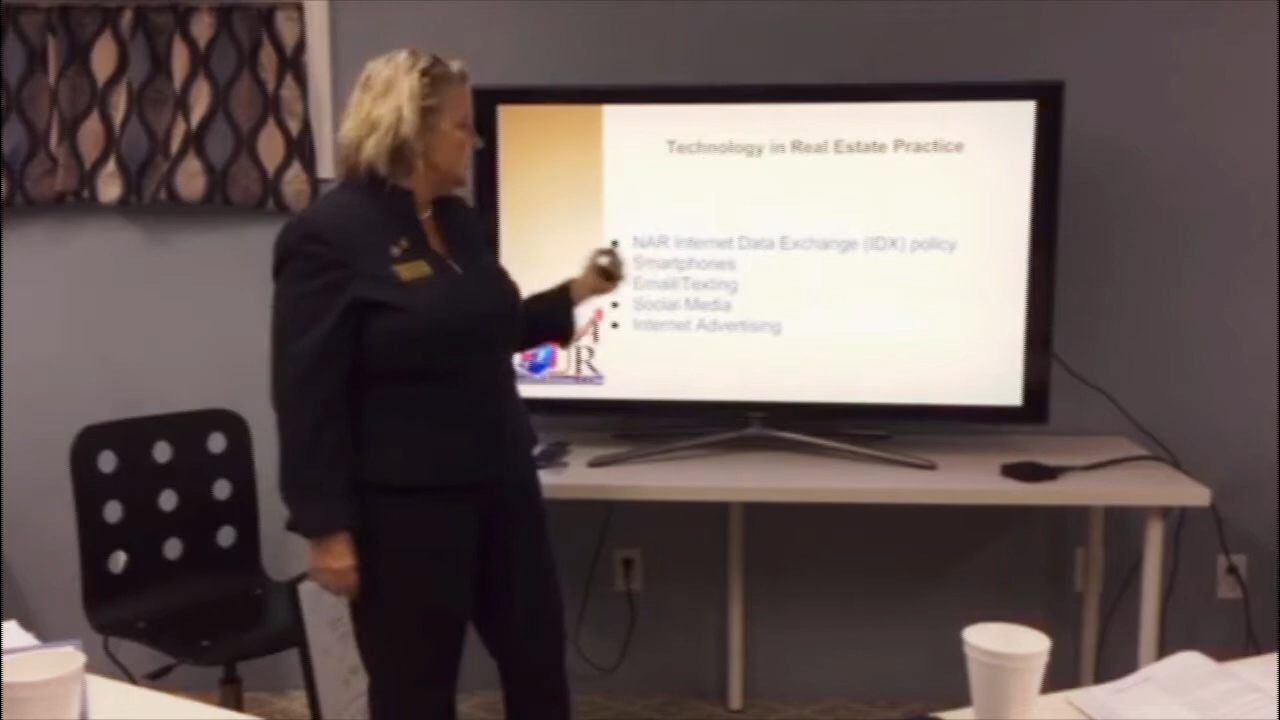 Technology in Real Estate Practice
NAR Internet Data Exchange (IDX) policy
Smartphones
Email/Texting
Social Media
Internet Advertising